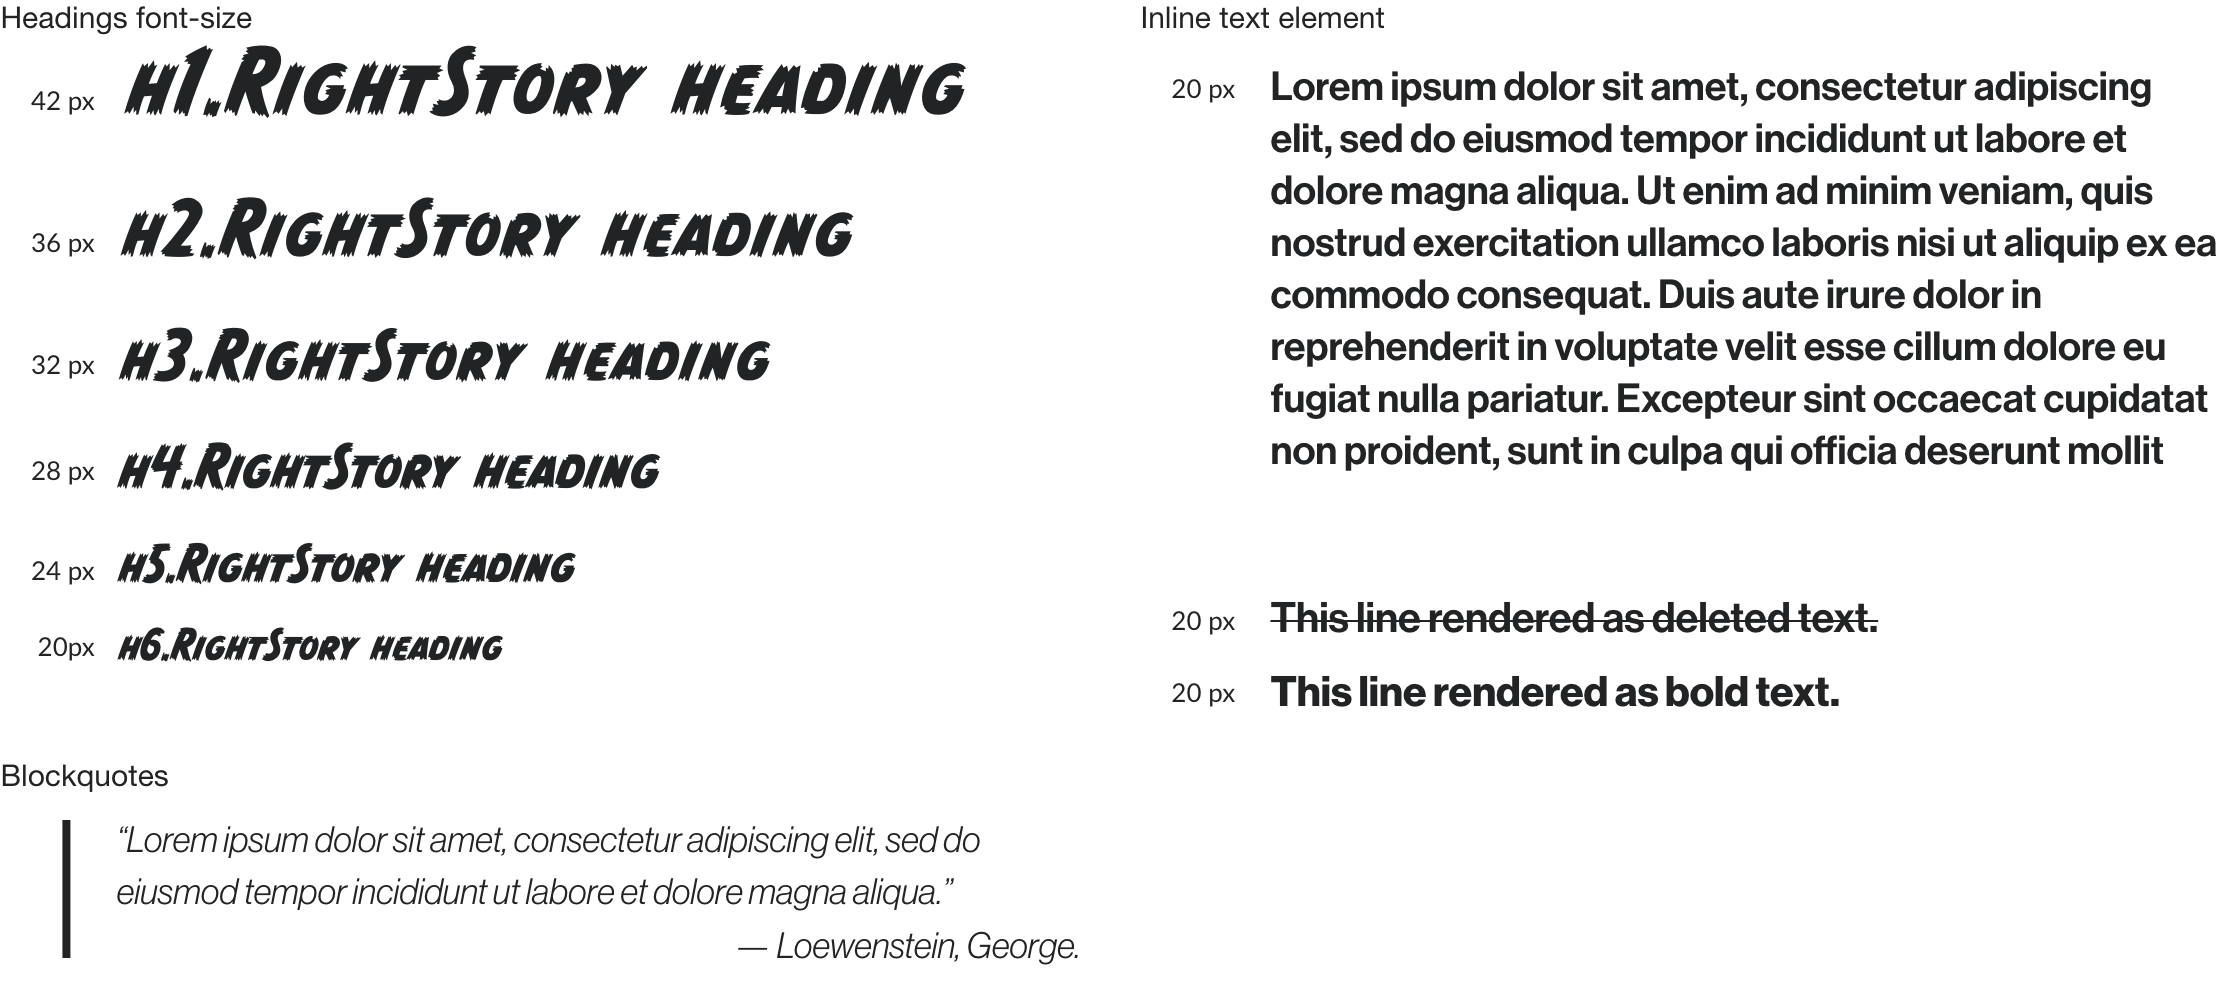 Headings font-size
42 px h1.RightStory heading
36 px h2.RightStory heading
32 px h3.RightStory heading
28 px h4.RightStory heading
24 px h5.RightStory heading
20px h6.RightStory heading
Blockquotes
“Lorem ipsum dolor sit amet, consectetur adipiscing elit, sed do
eiusmod tempor incididunt ut labore et dolore magna aliqua.”
— Loewenstein, George.
Inline text element
20 px Lorem ipsum dolor sit amet, consectetur adipiscing
elit, sed do eiusmod tempor incididunt ut labore et
dolore magna aliqua. Ut enim ad minim veniam, quis
nostrud exercitation ullamco laboris nisi ut aliquip ex ea
commodo consequat. Duis aute irure dolor in
reprehenderit in voluptate velit esse cillum dolore eu
fugiat nulla pariatur. Excepteur sint occaecat cupidatat
non proident, sunt in culpa qui officia deserunt mollit
20 px This line rendered as deleted text.
20 px This line rendered as bold text.